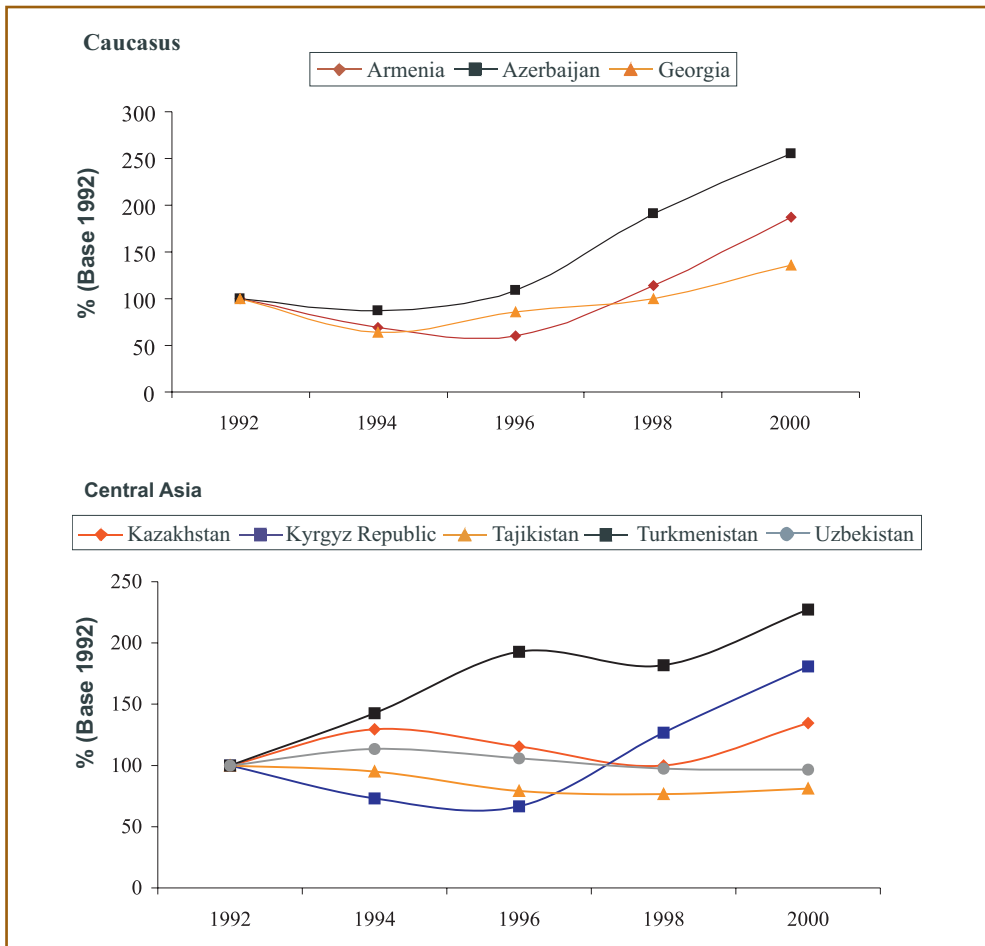 Caucasus
Armenia Azerbaijan Georgia
300
250
200
150
100
50
0
% (Base 1992)
1992 1994 1996 1998 2000
Central Asia
Kazakhstan Kyrgyz Republic Tajikistan Turkmenistan Uzbekistan
250
200
150
100
50
0
% (Base 1992)
1992 1994 1996 1998 2000